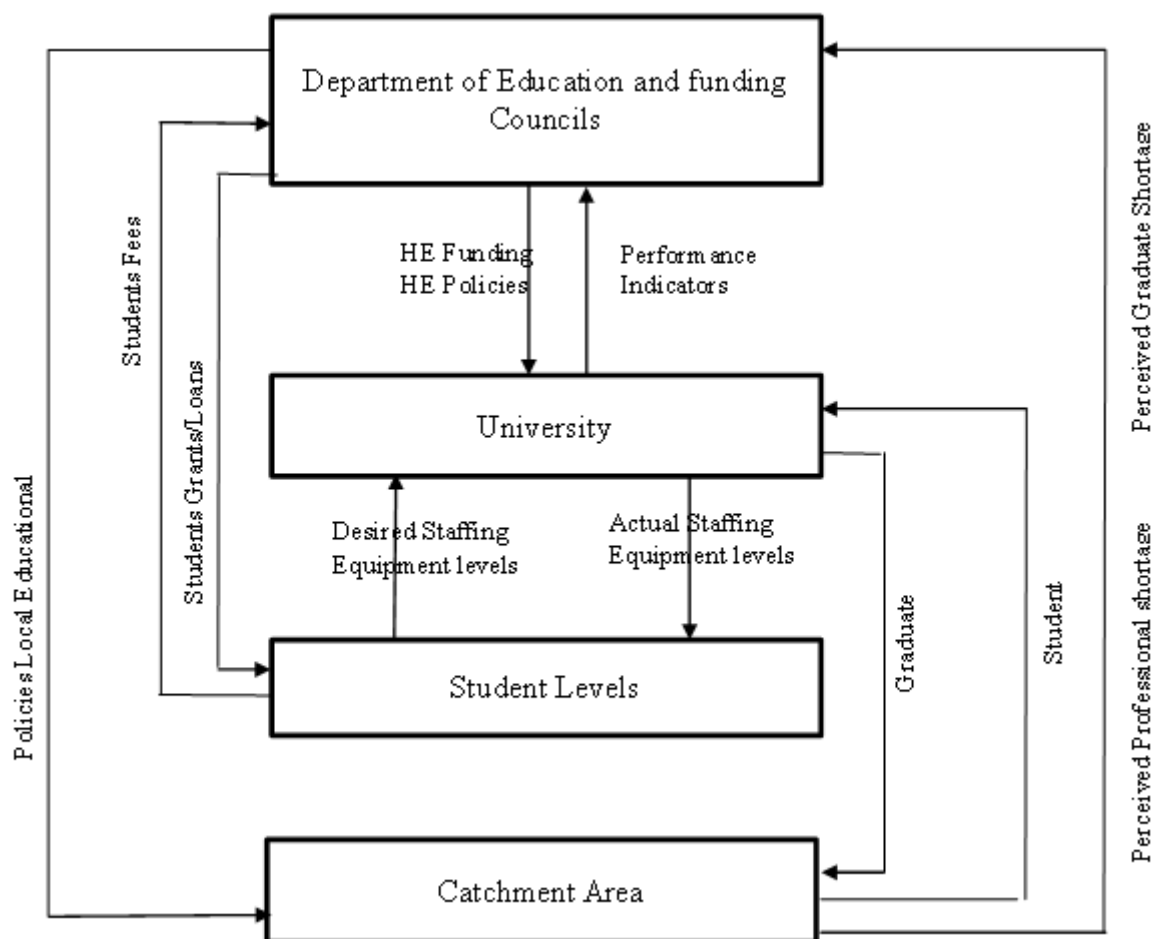 Department of Education and funding
Councils
HE Funding
HE Policies
Performance
Indicators
Students Fees
Students Grants/Loans
Policies Local Educational
Perceived Graduate Shortage
University
Desired Staffing
Equipment levels
Actual Staffing
Equipment levels
Graduate
Student
Perceived Professional shortage
Student Levels
Catchment Area